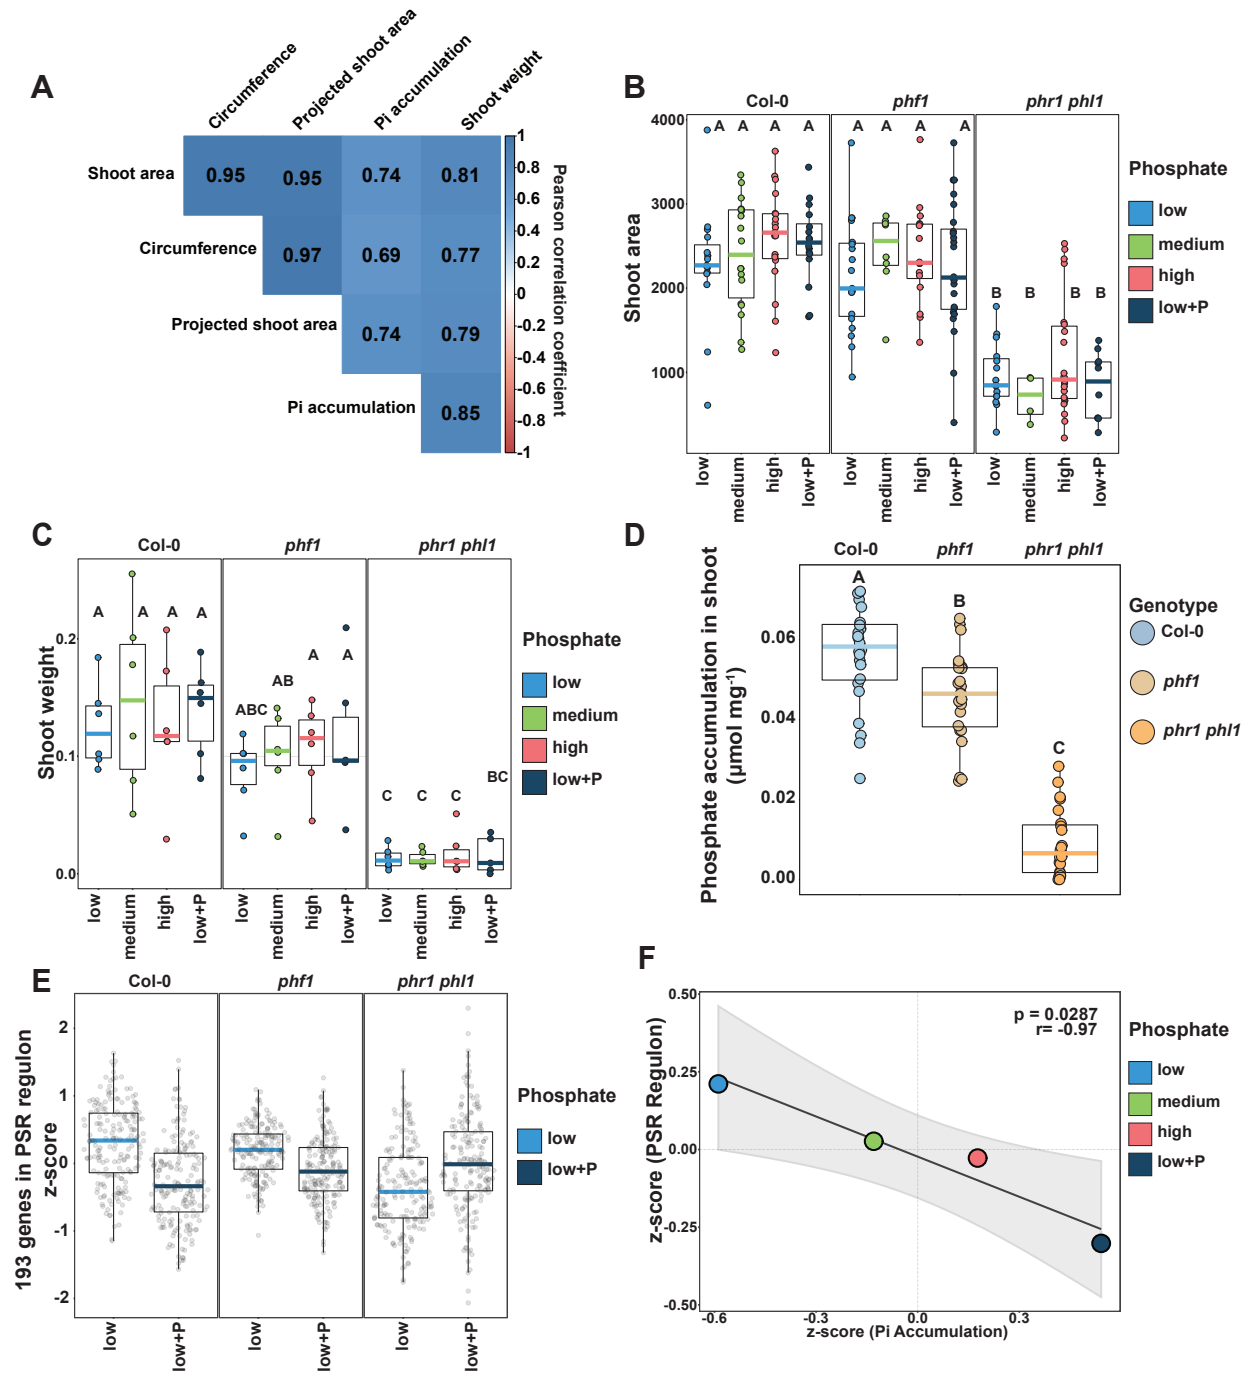 A
Circumference
Projected shoot area
Pi accumulation
Shoot weight
Shoot area
0.95
0.95
0.74
0.81
Circumference
0.97
0.69
0.77
Projected shoot area
0.74
0.79
Pi accumulation
0.85
1
0.8
0.6
0.4
0.2
0
-0.2
-0.4
-0.6
-0.8
-1
Pearson correlation coefficient
B
Col-0
phf1
phr1 phl1
Shoot area
4000
3000
2000
1000
A A A A
A A A A
B B B B
low
medium
high
low+P
low
medium
high
low+P
low
medium
high
low+P
Phosphate
low
medium
high
low+P
C
Col-0
phf1
phr1 phl1
Shoot weight
0.2
0.1
0.0
A A A A
ABC AB A A
C C C BC
low
medium
high
low+P
low
medium
high
low+P
low
medium
high
low+P
Phosphate
low
medium
high
low+P
D
Col-0
phf1
phr1 phl1
Phosphate accumulation in shoot
(µmol mg-1)
0.06
0.04
0.02
0.00
A
B
C
Genotype
Col-0
phf1
phr1 phl1
E
Col-0
phf1
phr1 phl1
193 genes in PSR regulon
z-score
2
1
0
-1
-2
low
low+P
low
low+P
low
low+P
Phosphate
low
low+P
F
z-score (PSR Regulon)
0.50
0.25
0.00
-0.25
-0.50
p = 0.0287
r= -0.97
-0.6
-0.3
0.0
0.3
z-score (Pi Accumulation)
Phosphate
low
medium
high
low+P